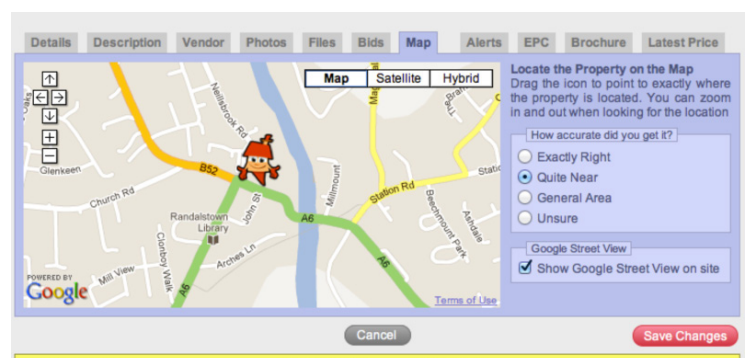 Details Description Vendor Photos Files Bids Map Alerts EPC Brochure Latest Price
Map Satellite Hybrid
Neillsbrook Rd
Glenkeen
B52
Church Rd
Randalstown
Library
John St
A6
Millmount
Station Rd
Beechmount Park
Ashdale
Clonboy Walk
Arches Ln
Mill View
A6
A6
POWERED BY
Google
Terms of Use
Locate the Property on the Map
Drag the icon to point to exactly where
the property is located. You can zoom
in and out when looking for the location
How accurate did you get it?
Exactly Right
Quite Near
General Area
Unsure
Google Street View
Show Google Street View on site
Cancel
Save Changes